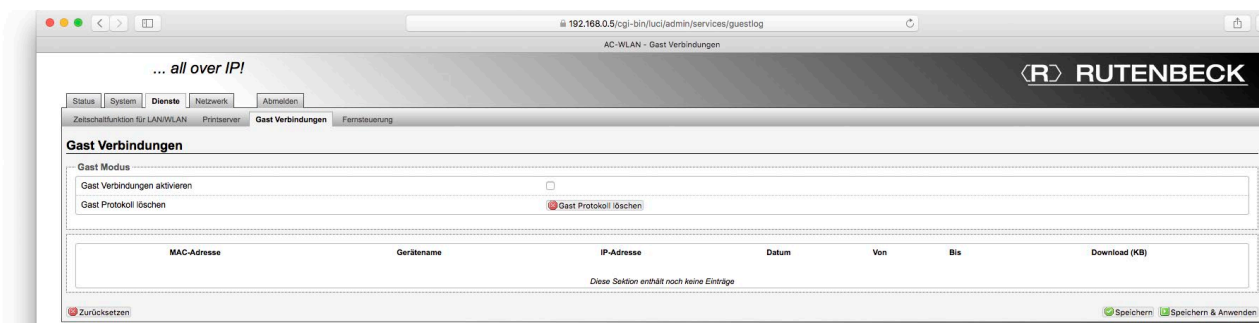 192.168.0.5/cgi-bin/luci/admin/services/guestlog
AC-WLAN - Gast Verbindungen
... all over IP!
⟨R⟩ RUTENBECK
Status System Dienste Netzwerk Abmelden
Zeitschaltfunktion für LAN/WLAN Printserver Gast Verbindungen Fernsteuerung
Gast Verbindungen
Gast Modus
Gast Verbindungen aktivieren
Gast Protokoll löschen Gast Protokoll löschen
MAC-Adresse Gerätename IP-Adresse Datum Von Bis Download (KB)
Diese Sektion enthält noch keine Einträge
Zurücksetzen Speichern Speichern & Anwenden